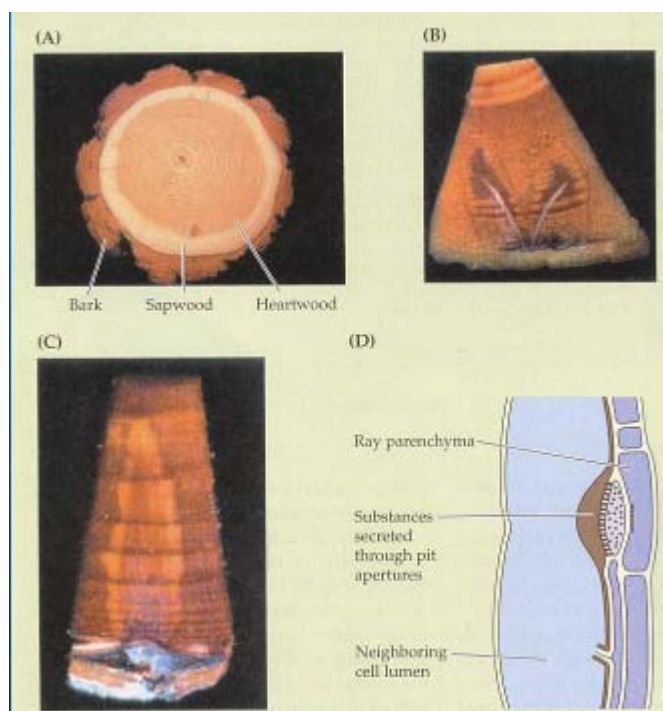 (A)
(B)
Bark
Sapwood
Heartwood
(C)
(D)
Ray parenchyma
Substances
secreted
through pit
apertures
Neighboring
cell lumen